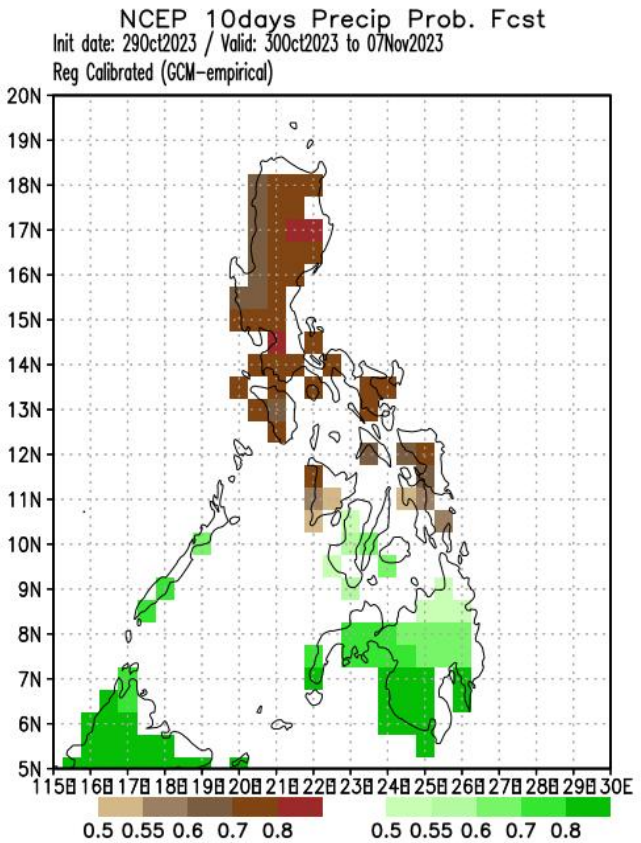 NCEP 10days Precip Prob. Fcst
Init date: 29Oct2023 / Valid: 30Oct2023 to 07Nov2023
Reg Calibrated (GCM-empirical)
20N
19N
18N
17N
16N
15N
14N
13N
12N
11N
10N
9N
8N
7N
6N
5N
115E 116E 117E 118E 119E 120E 121E 122E 123E 124E 125E 126E 127E 128E 129E 130E
0.5 0.55 0.6 0.7 0.8 0.5 0.55 0.6 0.7 0.8